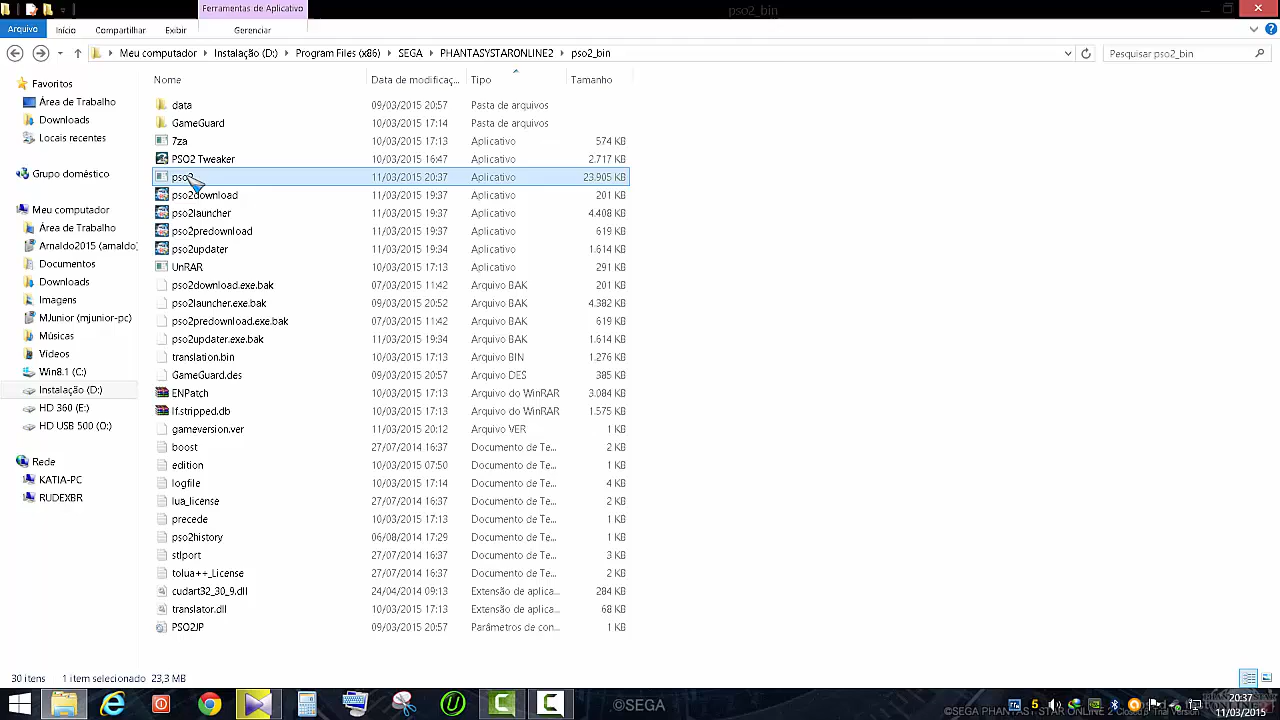 Ferramentas de Aplicativo
pso2_bin
Arquivo Início Compartilhar Exibir Gerenciar
Meu computador Instalação (D:) Program Files (x86) SEGA PHANTASYSTARONLINE2 pso2_bin
Pesquisar pso2_bin
Nome Data de modificaç... Tipo Tamanho
Favoritos
Área de Trabalho
Downloads
Locais recentes
Grupo doméstico
Meu computador
Área de Trabalho
Arnaldo2015 (arnaldo
Documentos
Downloads
Imagens
MJunior (mjunior-pc)
Músicas
Vídeos
Win8.1 (C:)
Instalação (D:)
HD 360 (E:)
HD USB 500 (O:)
Rede
KATIA-PC
RUDEXBR
data 09/03/2015 20:57 Pasta de arquivos
GameGuard 10/03/2015 17:14 Pasta de arquivos
7za 10/03/2015 17:13 Aplicativo 574 KB
PSO2 Tweaker 10/03/2015 16:47 Aplicativo 2.717 KB
pso2 11/03/2015 20:37 Aplicativo 23.905 KB
pso2download 11/03/2015 19:37 Aplicativo 201 KB
pso2launcher 11/03/2015 19:37 Aplicativo 4.408 KB
pso2predownload 11/03/2015 19:37 Aplicativo 619 KB
pso2updater 11/03/2015 19:34 Aplicativo 1.614 KB
UnRAR 10/03/2015 17:13 Aplicativo 291 KB
pso2download.exe.bak 07/03/2015 11:42 Arquivo BAK 201 KB
pso2launcher.exe.bak 09/03/2015 20:52 Arquivo BAK 4.382 KB
pso2predownload.exe.bak 07/03/2015 11:42 Arquivo BAK 619 KB
pso2updater.exe.bak 11/03/2015 19:34 Arquivo BAK 1.614 KB
translation.bin 10/03/2015 17:13 Arquivo BIN 1.276 KB
GameGuard.des 09/03/2015 20:57 Arquivo DES 385 KB
ENPatch 10/03/2015 17:13 Arquivo do WinRAR 3.084 KB
lf.stripped.db 10/03/2015 17:13 Arquivo do WinRAR 1.575 KB
gameversion.ver 11/03/2015 20:12 Arquivo VER 1 KB
boost 27/07/2014 16:37 Documento de Te... 2 KB
edition 10/03/2015 07:50 Documento de Te... 1 KB
logfile 10/03/2015 17:14 Documento de Te... 4 KB
lua_license 27/07/2014 16:37 Documento de Te... 2 KB
precede 10/03/2015 17:13 Documento de Te... 1 KB
pso2history 06/08/2014 17:29 Documento de Te... 1 KB
stlport 27/07/2014 16:37 Documento de Te... 3 KB
tolua++_License 27/07/2014 16:37 Documento de Te... 2 KB
cudart32_30_9.dll 24/04/2014 09:13 Extensão de aplica... 284 KB
translator.dll 10/03/2015 17:13 Extensão de aplica... 68 KB
PSO2JP 09/03/2015 20:57 Parâmetros de con... 1 KB
30 itens 1 item selecionado 23,3 MB
©SEGA
20:37
11/03/2015
©SEGA PHANTASY STAR ONLINE 2